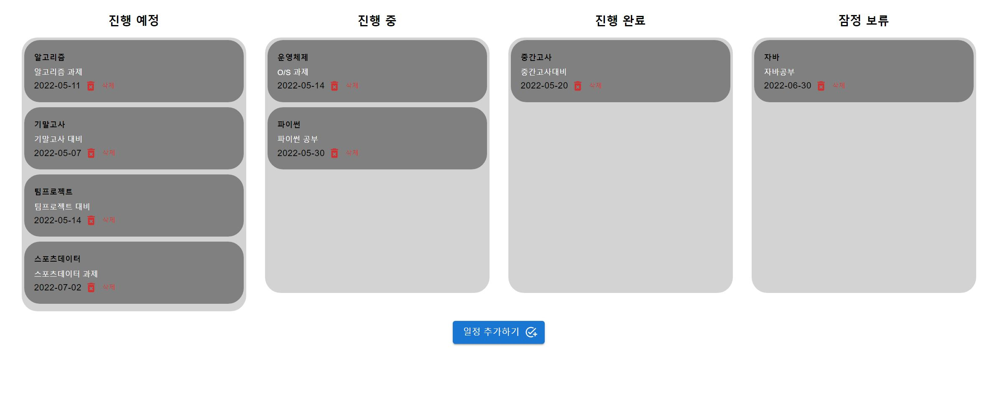 진행 예정
알고리즘
알고리즘 과제
2022-05-11 삭제
기말고사
기말고사 대비
2022-05-07 삭제
팀프로젝트
팀프로젝트 대비
2022-05-14 삭제
스포츠데이터
스포츠데이터 과제
2022-07-02 삭제
진행 중
운영체제
O/S 과제
2022-05-14 삭제
파이썬
파이썬 공부
2022-05-30 삭제
진행 완료
중간고사
중간고사대비
2022-05-20 삭제
잠정 보류
자바
자바공부
2022-06-30 삭제
일정 추가하기